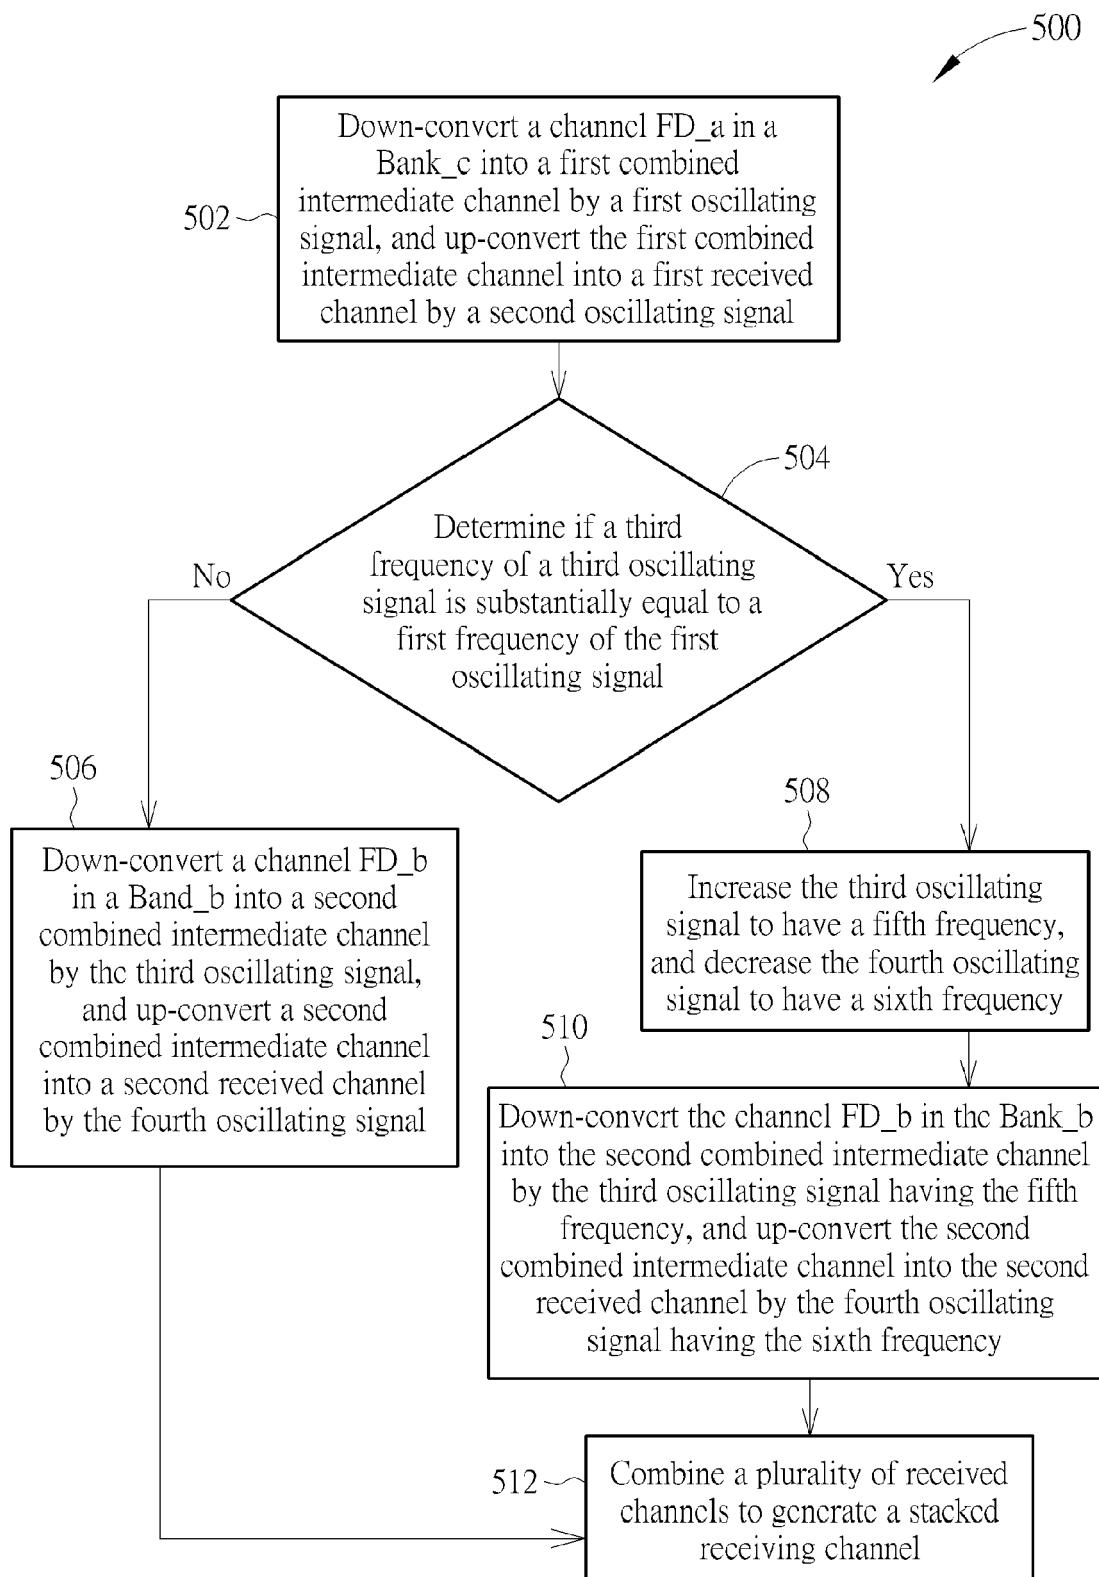 500
Down-convert a channel FD_a in a
Bank_c into a first combined
intermediate channel by a first oscillating
signal, and up-convert the first combined
intermediate channel into a first received
channel by a second oscillating signal
502
504
Determine if a third
frequency of a third oscillating
signal is substantially equal to a
first frequency of the first
oscillating signal
No
Yes
506
Down-convert a channel FD_b
in a Band_b into a second
combined intermediate channel
by the third oscillating signal,
and up-convert a second
combined intermediate channel
into a second received channel
by the fourth oscillating signal
508
Increase the third oscillating
signal to have a fifth frequency,
and decrease the fourth oscillating
signal to have a sixth frequency
510
Down-convert the channel FD_b in the Bank_b
into the second combined intermediate channel
by the third oscillating signal having the fifth
frequency, and up-convert the second
combined intermediate channel into the second
received channel by the fourth oscillating
signal having the sixth frequency
512
Combine a plurality of received
channels to generate a stacked
receiving channel